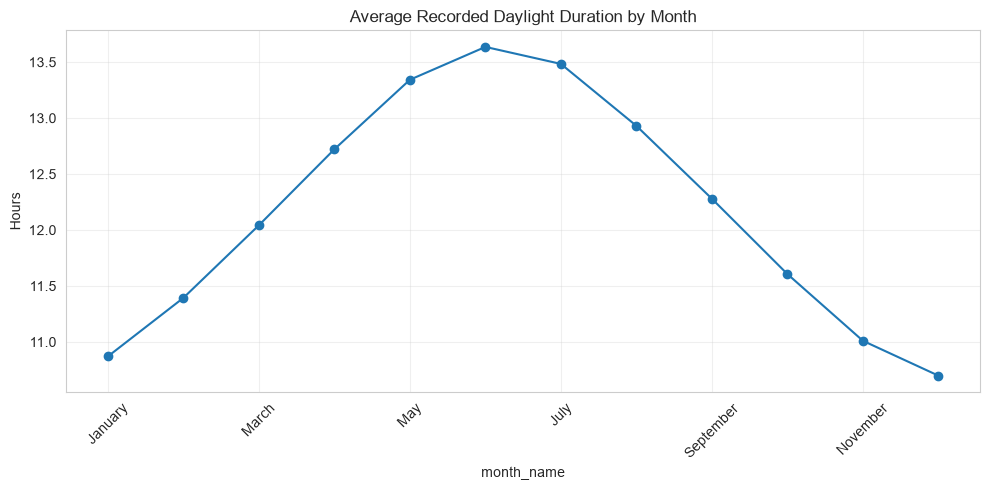 Average Recorded Daylight Duration by Month
Hours
13.5
13.0
12.5
12.0
11.5
11.0
January
March
May
July
September
November
month_name